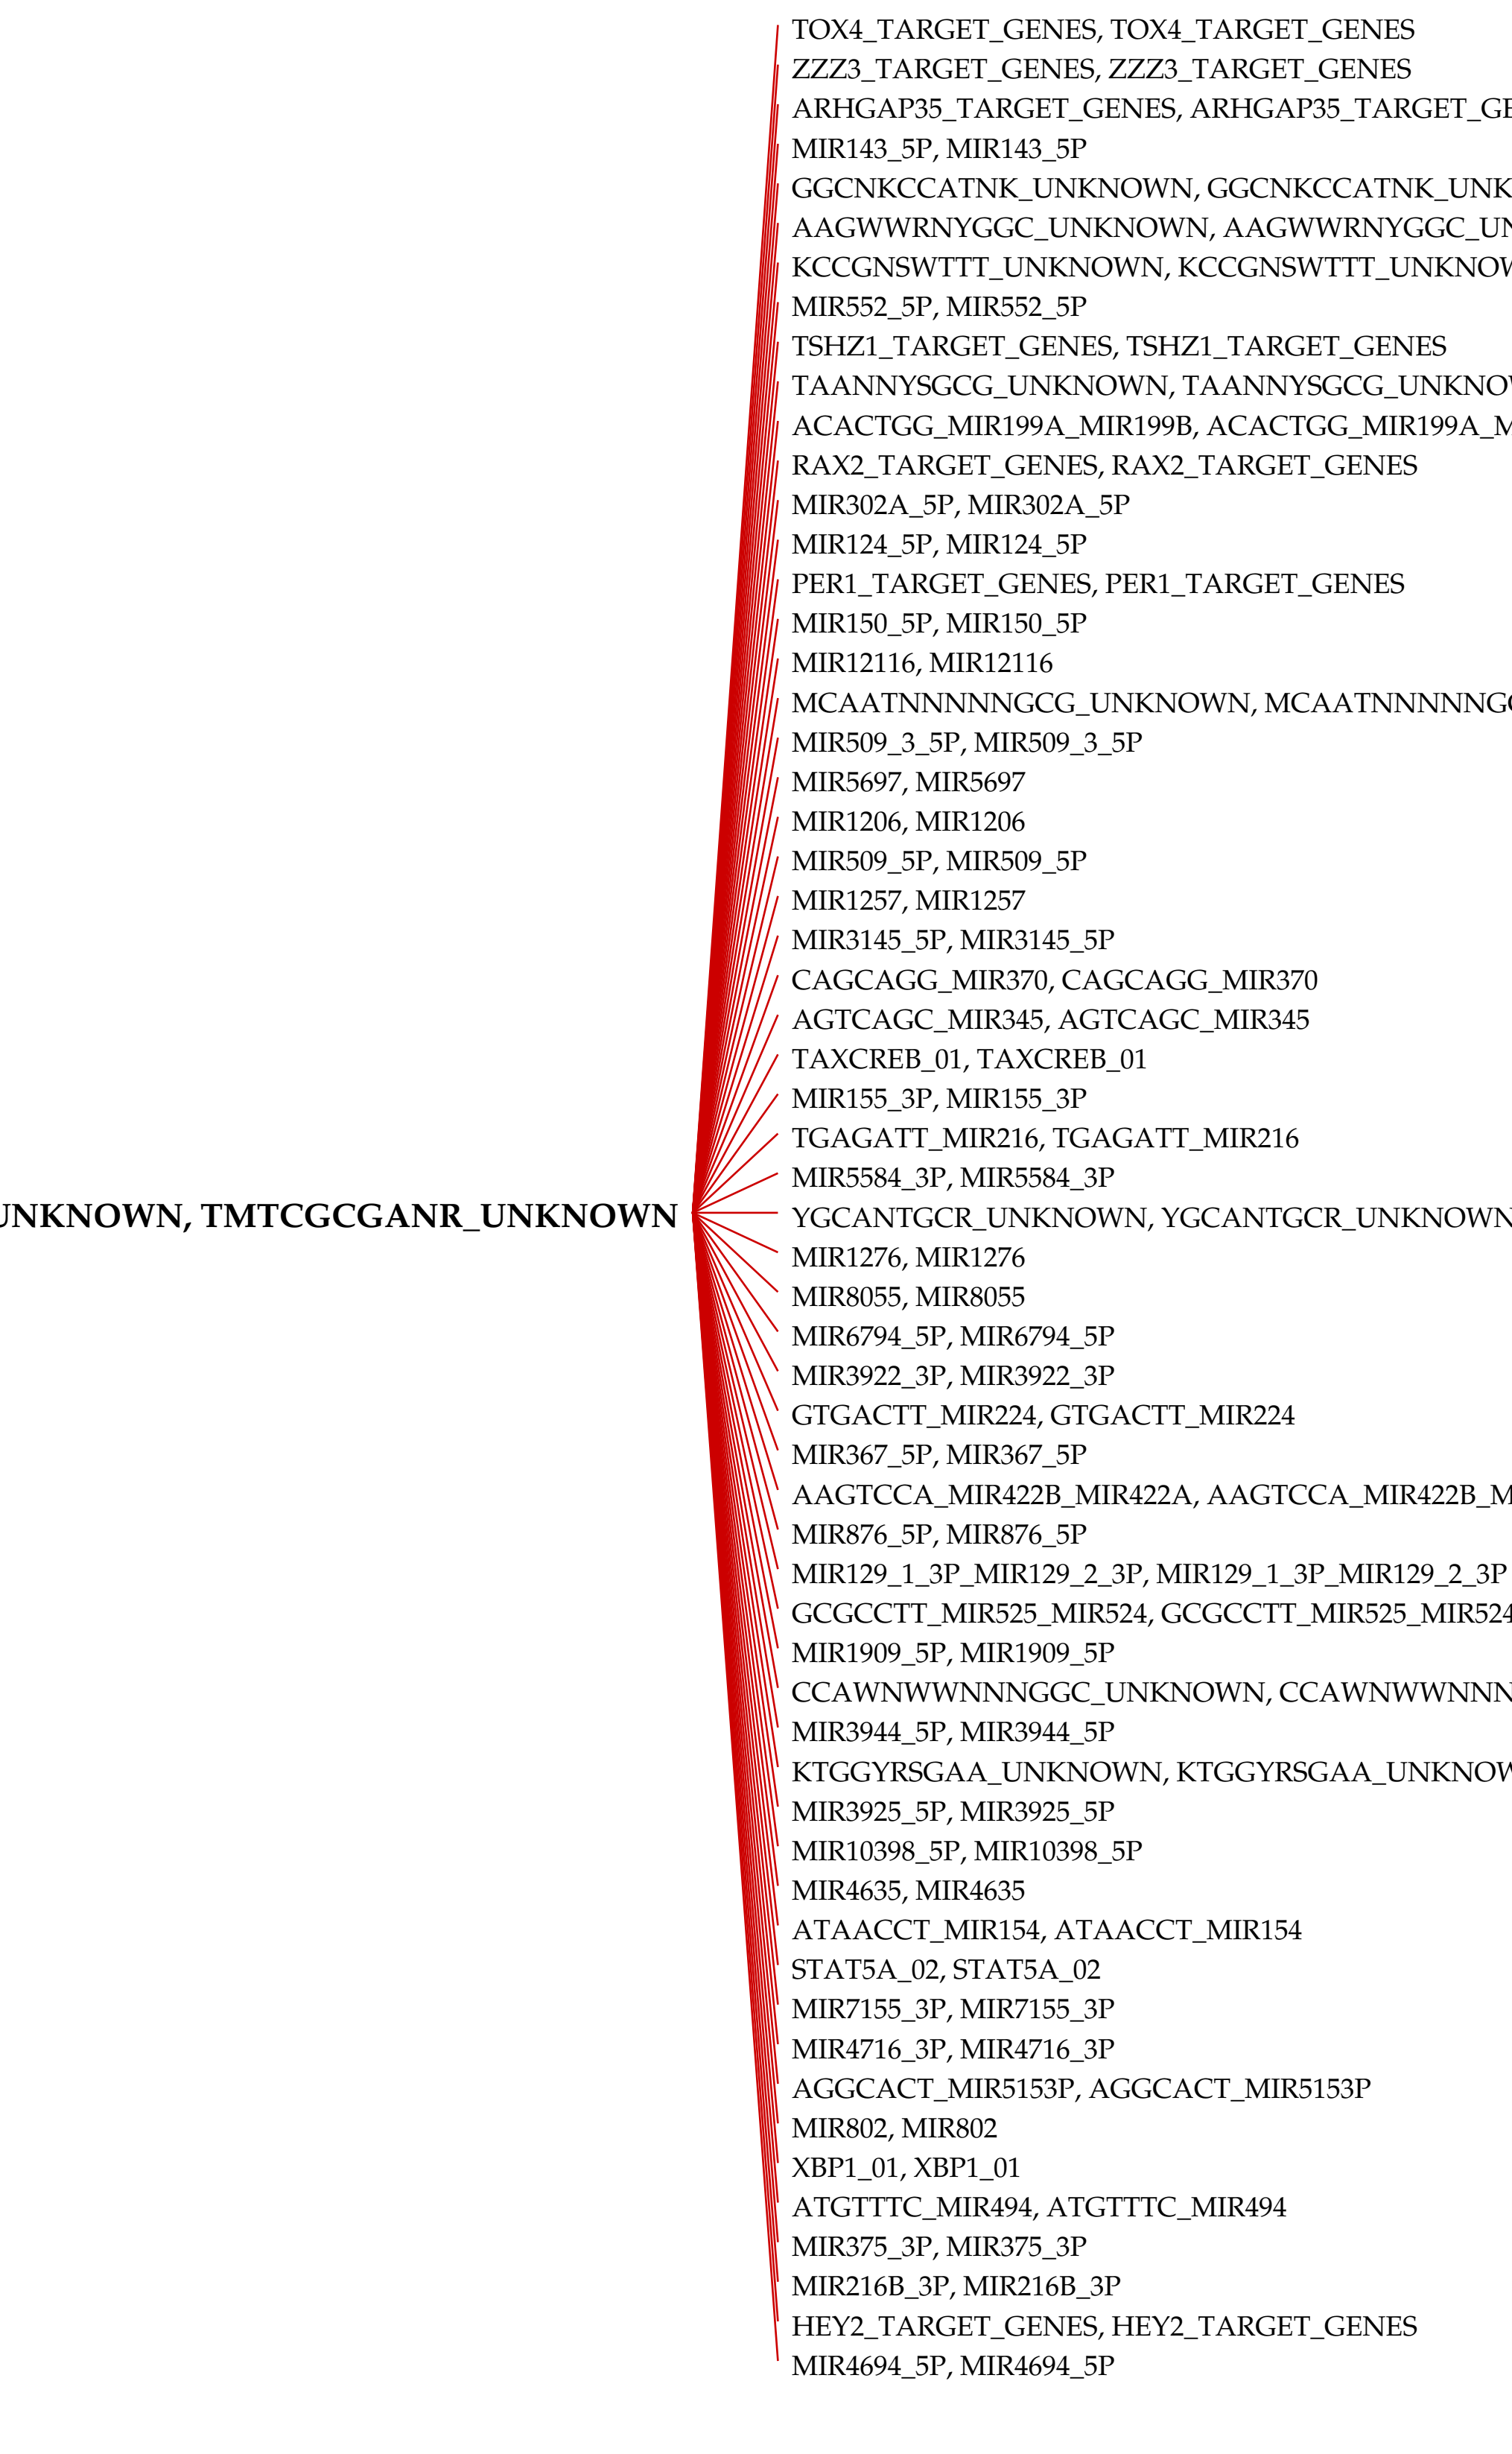 TOX4_TARGET_GENES, TOX4_TARGET_GENES
ZZZ3_TARGET_GENES, ZZZ3_TARGET_GENES
ARHGAP35_TARGET_GENES, ARHGAP35_TARGET_GE
MIR143_5P, MIR143_5P
GGCNKCCATNK_UNKNOWN, GGCNKCCATNK_UNK
AAGWWRNYGGC_UNKNOWN, AAGWWRNYGGC_UN
KCCGNSWTTT_UNKNOWN, KCCGNSWTTT_UNKNOW
MIR552_5P, MIR552_5P
TSHZ1_TARGET_GENES, TSHZ1_TARGET_GENES
TAANNYSGCG_UNKNOWN, TAANNYSGCG_UNKNOW
ACACTGG_MIR199A_MIR199B, ACACTGG_MIR199A_M
RAX2_TARGET_GENES, RAX2_TARGET_GENES
MIR302A_5P, MIR302A_5P
MIR124_5P, MIR124_5P
PER1_TARGET_GENES, PER1_TARGET_GENES
MIR150_5P, MIR150_5P
MIR12116, MIR12116
MCAATNNNNNGCG_UNKNOWN, MCAATNNNNNGC
MIR509_3_5P, MIR509_3_5P
MIR5697, MIR5697
MIR1206, MIR1206
MIR509_5P, MIR509_5P
MIR1257, MIR1257
MIR3145_5P, MIR3145_5P
CAGCAGG_MIR370, CAGCAGG_MIR370
AGTCAGC_MIR345, AGTCAGC_MIR345
TAXCREB_01, TAXCREB_01
MIR155_3P, MIR155_3P
TGAGATT_MIR216, TGAGATT_MIR216
MIR5584_3P, MIR5584_3P
UNKNOWN, TMTCGCGANR_UNKNOWN
YGCANTGCR_UNKNOWN, YGCANTGCR_UNKNOWN
MIR1276, MIR1276
MIR8055, MIR8055
MIR6794_5P, MIR6794_5P
MIR3922_3P, MIR3922_3P
GTGACTT_MIR224, GTGACTT_MIR224
MIR367_5P, MIR367_5P
AAGTCCA_MIR422B_MIR422A, AAGTCCA_MIR422B_M
MIR876_5P, MIR876_5P
MIR129_1_3P_MIR129_2_3P, MIR129_1_3P_MIR129_2_3P
GCGCCTT_MIR525_MIR524, GCGCCTT_MIR525_MIR524
MIR1909_5P, MIR1909_5P
CCAWNWWNNNGGC_UNKNOWN, CCAWNWWNNN
MIR3944_5P, MIR3944_5P
KTGGYRSGAA_UNKNOWN, KTGGYRSGAA_UNKNOW
MIR3925_5P, MIR3925_5P
MIR10398_5P, MIR10398_5P
MIR4635, MIR4635
ATAACCT_MIR154, ATAACCT_MIR154
STAT5A_02, STAT5A_02
MIR7155_3P, MIR7155_3P
MIR4716_3P, MIR4716_3P
AGGCACT_MIR5153P, AGGCACT_MIR5153P
MIR802, MIR802
XBP1_01, XBP1_01
ATGTTTC_MIR494, ATGTTTC_MIR494
MIR375_3P, MIR375_3P
MIR216B_3P, MIR216B_3P
HEY2_TARGET_GENES, HEY2_TARGET_GENES
MIR4694_5P, MIR4694_5P